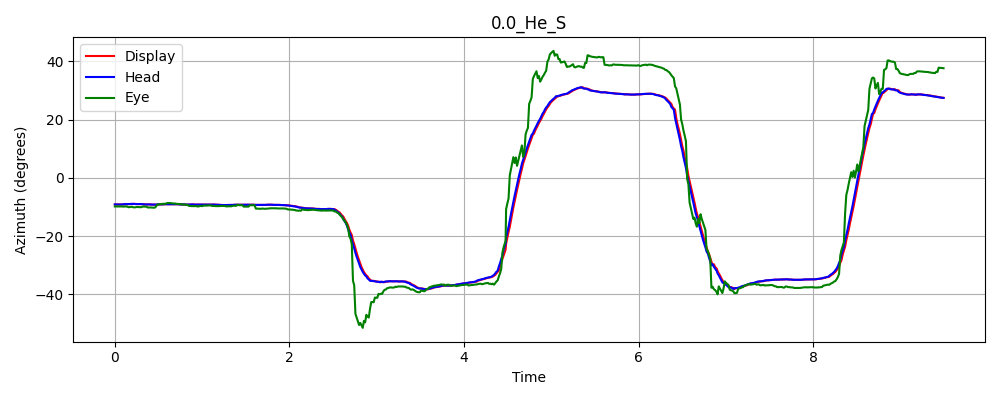 0.0_He_S
Display
Head
Eye
Azimuth (degrees)
40
20
0
−20
−40
0 2 4 6 8
Time